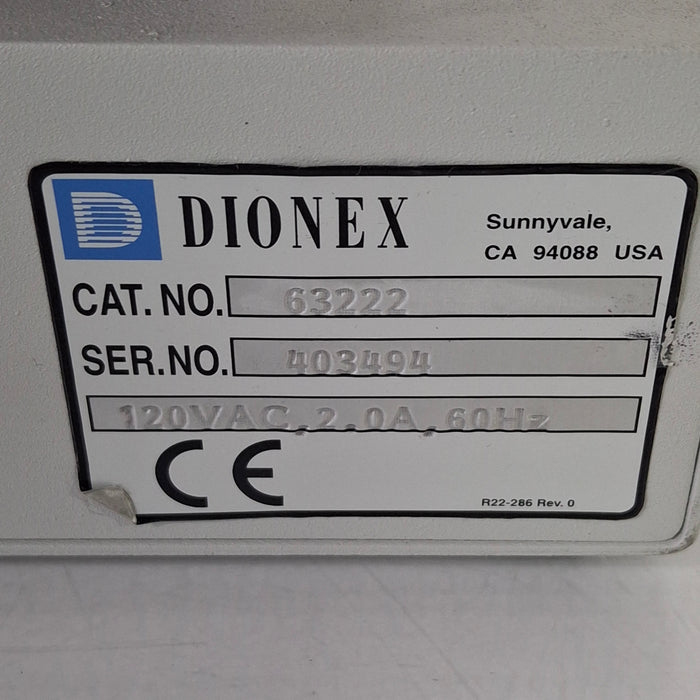 D DIONEX
Sunnyvale,
CA 94088 USA
CAT. NO. 63222
SER.NO. 403494
120VAC, 2.0A, 60Hz
CE
R22-286 Rev. 0